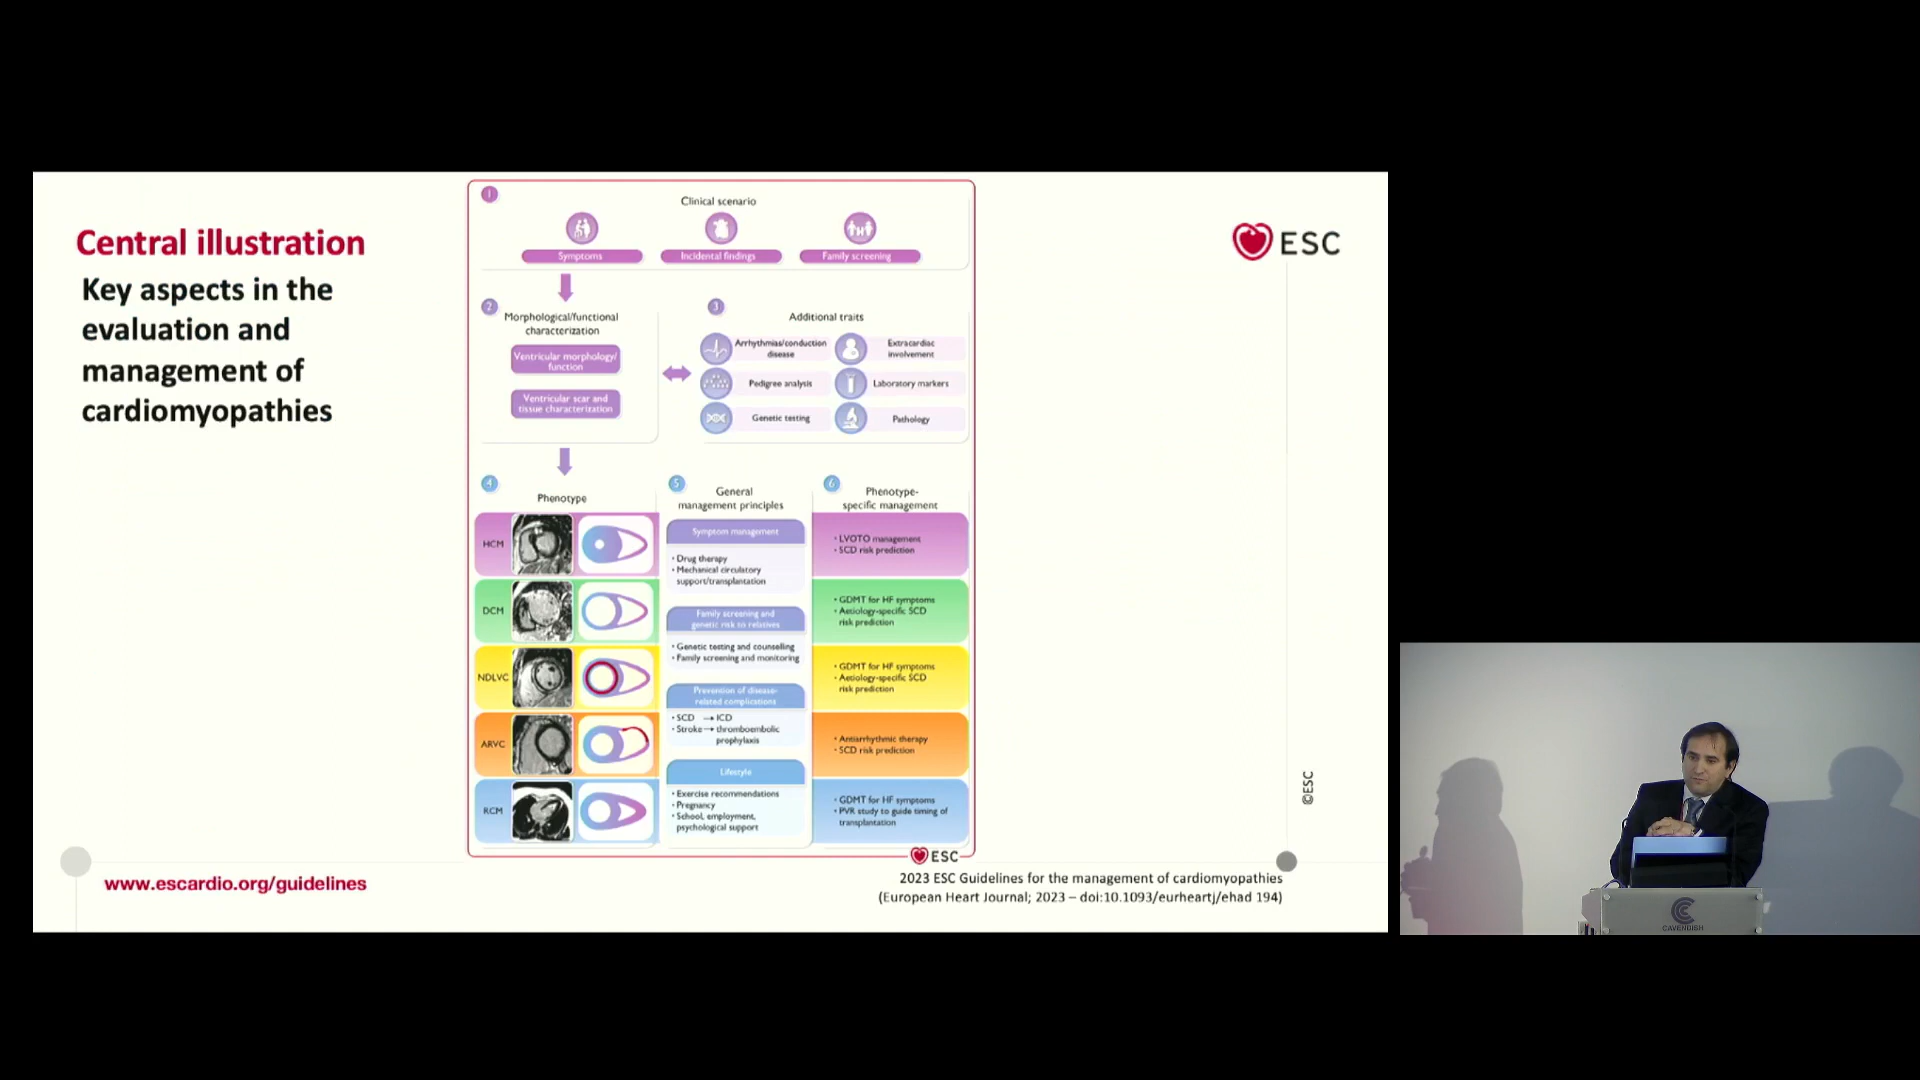 Central illustration
Key aspects in the
evaluation and
management of
cardiomyopathies
1
Clinical scenario
Symptoms
Incidental findings
Family screening
2
Morphological/functional
characterization
Ventricular morphology/
function
Ventricular scar and
tissue characterization
3
Additional traits
Arrhythmias/conduction
disease
Extracardiac
involvement
Pedigree analysis
Laboratory markers
Genetic testing
Pathology
4
Phenotype
HCM
DCM
NDLVC
ARVC
RCM
5
General
management principles
Symptom management
• Drug therapy
• Mechanical circulatory
support/transplantation
Family screening and
genetic risk to relatives
• Genetic testing and counselling
• Family screening and monitoring
Prevention of disease-
related complications
• SCD → ICD
• Stroke → thromboembolic
prophylaxis
Lifestyle
• Exercise recommendations
• Pregnancy
• School, employment,
psychological support
6
Phenotype-
specific management
• LVOTO management
• SCD risk prediction
• GDMT for HF symptoms
• Aetiology-specific SCD
risk prediction
• GDMT for HF symptoms
• Aetiology-specific SCD
risk prediction
• Antiarrhythmic therapy
• SCD risk prediction
• GDMT for HF symptoms
• PVR study to guide timing of
transplantation
ESC
ESC
©ESC
www.escardio.org/guidelines
2023 ESC Guidelines for the management of cardiomyopathies
(European Heart Journal; 2023 – doi:10.1093/eurheartj/ehad 194)
CAVENDISH